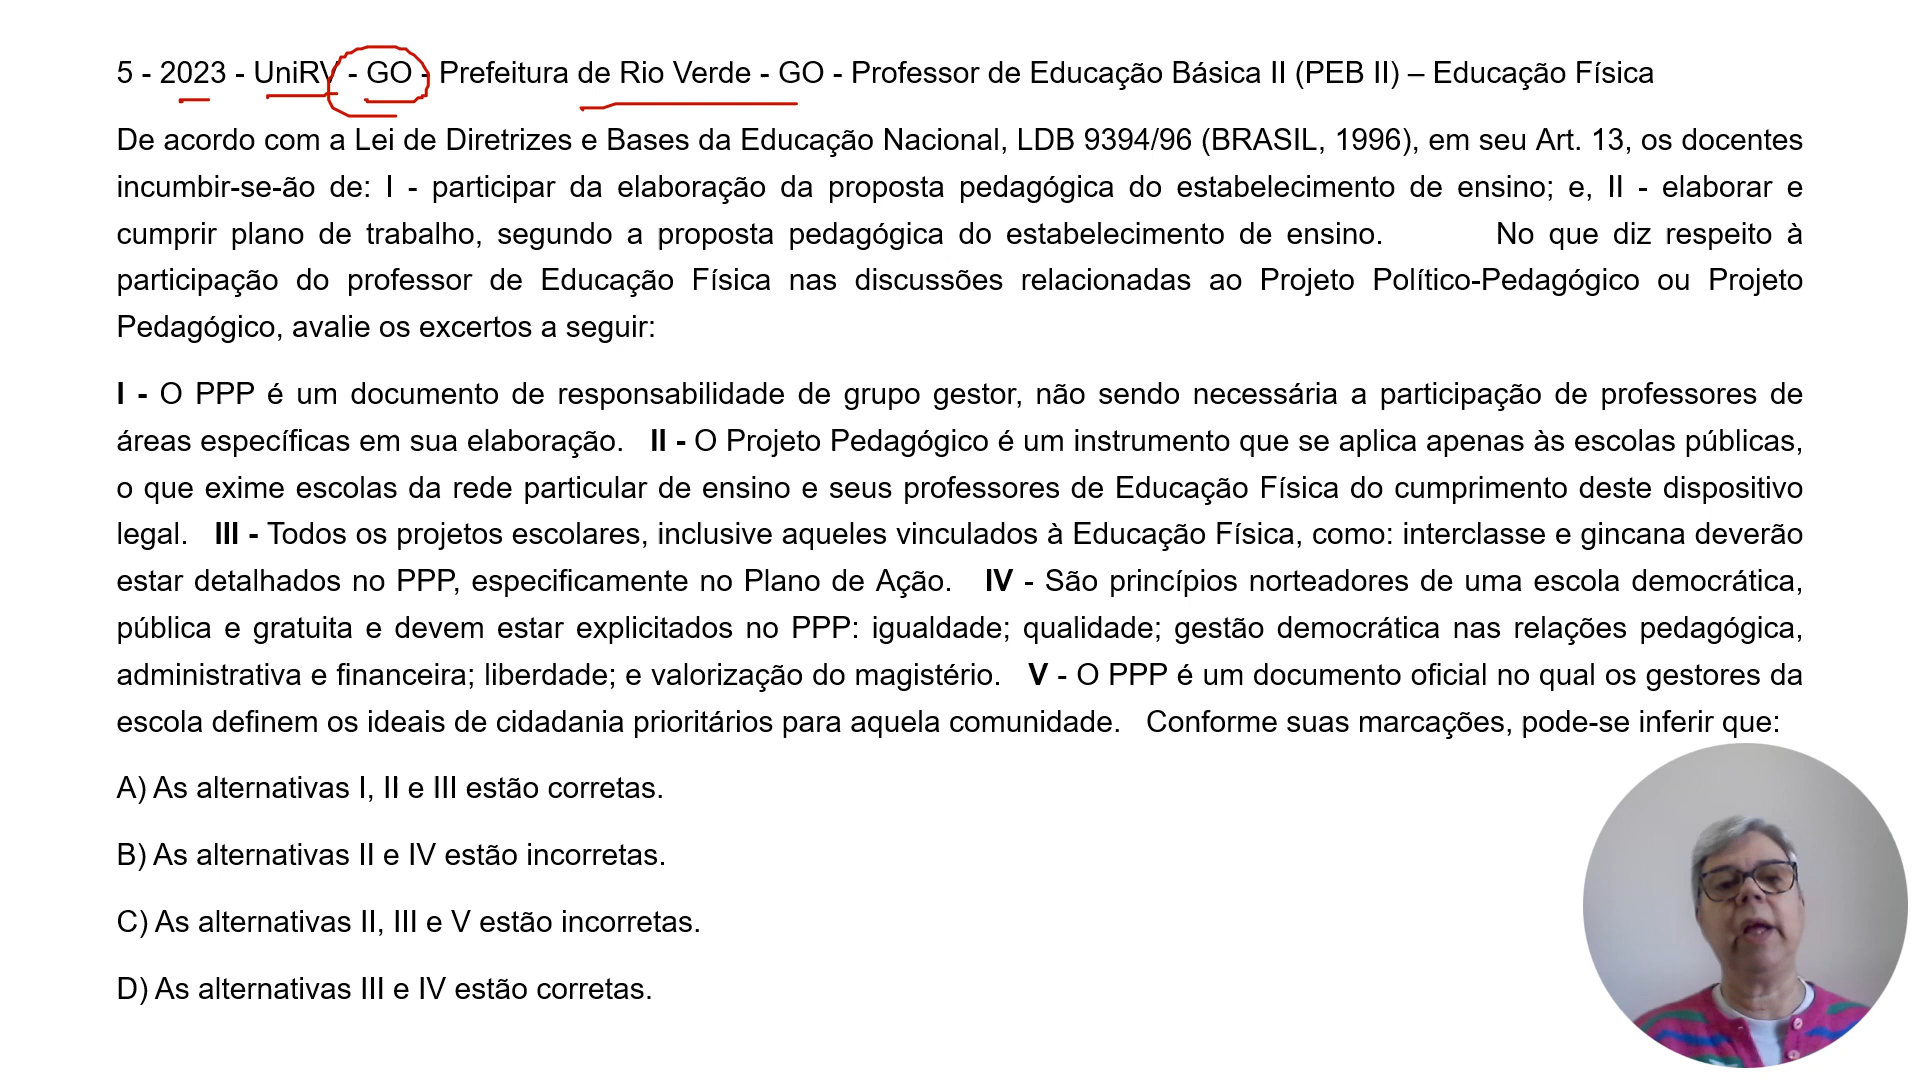 5 - 2023 - UniRV - GO - Prefeitura de Rio Verde - GO - Professor de Educação Básica II (PEB II) – Educação Física
De acordo com a Lei de Diretrizes e Bases da Educação Nacional, LDB 9394/96 (BRASIL, 1996), em seu Art. 13, os docentes
incumbir-se-ão de: I - participar da elaboração da proposta pedagógica do estabelecimento de ensino; e, II - elaborar e
cumprir plano de trabalho, segundo a proposta pedagógica do estabelecimento de ensino. No que diz respeito à
participação do professor de Educação Física nas discussões relacionadas ao Projeto Político-Pedagógico ou Projeto
Pedagógico, avalie os excertos a seguir:
I - O PPP é um documento de responsabilidade de grupo gestor, não sendo necessária a participação de professores de
áreas específicas em sua elaboração. II - O Projeto Pedagógico é um instrumento que se aplica apenas às escolas públicas,
o que exime escolas da rede particular de ensino e seus professores de Educação Física do cumprimento deste dispositivo
legal. III - Todos os projetos escolares, inclusive aqueles vinculados à Educação Física, como: interclasse e gincana deverão
estar detalhados no PPP, especificamente no Plano de Ação. IV - São princípios norteadores de uma escola democrática,
pública e gratuita e devem estar explicitados no PPP: igualdade; qualidade; gestão democrática nas relações pedagógica,
administrativa e financeira; liberdade; e valorização do magistério. V - O PPP é um documento oficial no qual os gestores da
escola definem os ideais de cidadania prioritários para aquela comunidade. Conforme suas marcações, pode-se inferir que:
A) As alternativas I, II e III estão corretas.
B) As alternativas II e IV estão incorretas.
C) As alternativas II, III e V estão incorretas.
D) As alternativas III e IV estão corretas.